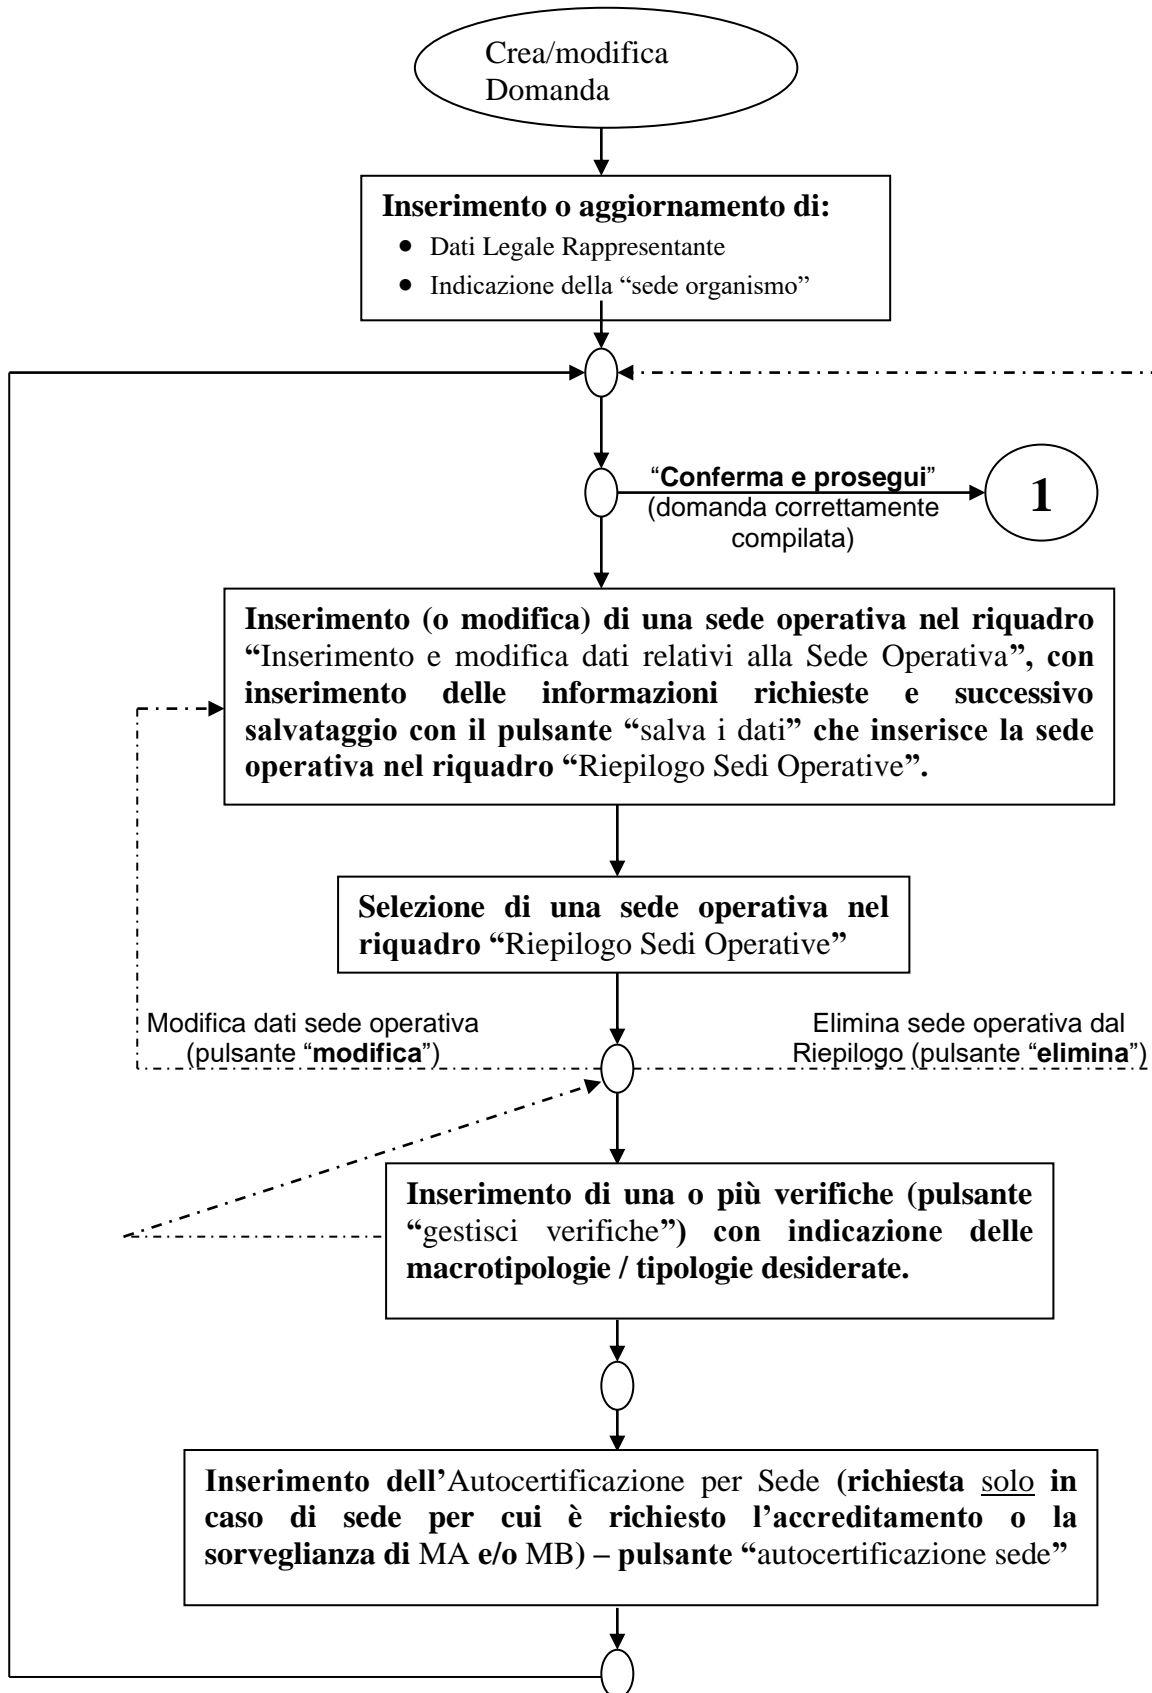 Crea/modifica
Domanda
Inserimento o aggiornamento di:
• Dati Legale Rappresentante
• Indicazione della “sede organismo”
“Conferma e prosegui”
(domanda correttamente
compilata)
1
Inserimento (o modifica) di una sede operativa nel riquadro
“Inserimento e modifica dati relativi alla Sede Operativa”, con
inserimento delle informazioni richieste e successivo
salvataggio con il pulsante “salva i dati” che inserisce la sede
operativa nel riquadro “Riepilogo Sedi Operative”.
Selezione di una sede operativa nel
riquadro “Riepilogo Sedi Operative”
Modifica dati sede operativa
(pulsante “modifica”)
Elimina sede operativa dal
Riepilogo (pulsante “elimina”)
Inserimento di una o più verifiche (pulsante
“gestisci verifiche”) con indicazione delle
macrotipologie / tipologie desiderate.
Inserimento dell’Autocertificazione per Sede (richiesta solo in
caso di sede per cui è richiesto l’accreditamento o la
sorveglianza di MA e/o MB) – pulsante “autocertificazione sede”